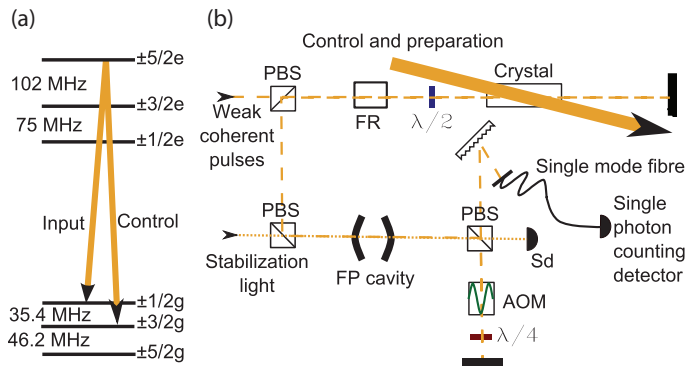 (a)
±5/2e
102 MHz
±3/2e
75 MHz
±1/2e
Input
Control
±1/2g
35.4 MHz
±3/2g
46.2 MHz
±5/2g
(b)
Control and preparation
PBS
Crystal
Weak
coherent
pulses
FR
λ/2
Single mode fibre
PBS
PBS
Single
photon
counting
detector
Stabilization
light
FP cavity
Sd
AOM
λ/4